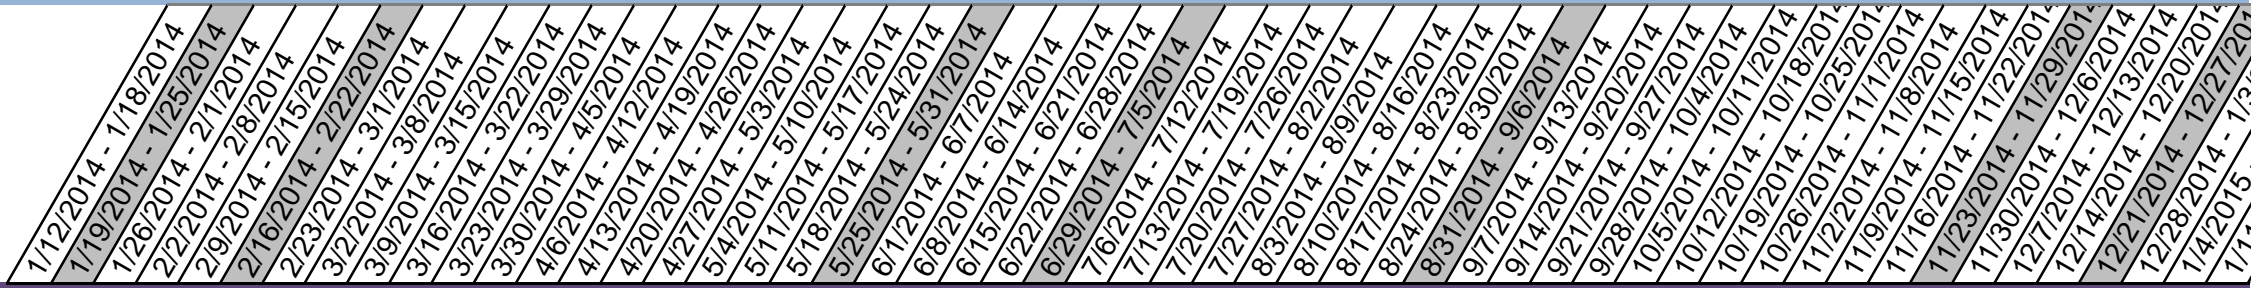 1/12/2014 - 1/18/2014
1/19/2014 - 1/25/2014
1/26/2014 - 2/1/2014
2/2/2014 - 2/8/2014
2/9/2014 - 2/15/2014
2/16/2014 - 2/22/2014
2/23/2014 - 3/1/2014
3/2/2014 - 3/8/2014
3/9/2014 - 3/15/2014
3/16/2014 - 3/22/2014
3/23/2014 - 3/29/2014
3/30/2014 - 4/5/2014
4/6/2014 - 4/12/2014
4/13/2014 - 4/19/2014
4/20/2014 - 4/26/2014
4/27/2014 - 5/3/2014
5/4/2014 - 5/10/2014
5/11/2014 - 5/17/2014
5/18/2014 - 5/24/2014
5/25/2014 - 5/31/2014
6/1/2014 - 6/7/2014
6/8/2014 - 6/14/2014
6/15/2014 - 6/21/2014
6/22/2014 - 6/28/2014
6/29/2014 - 7/5/2014
7/6/2014 - 7/12/2014
7/13/2014 - 7/19/2014
7/20/2014 - 7/26/2014
7/27/2014 - 8/2/2014
8/3/2014 - 8/9/2014
8/10/2014 - 8/16/2014
8/17/2014 - 8/23/2014
8/24/2014 - 8/30/2014
8/31/2014 - 9/6/2014
9/7/2014 - 9/13/2014
9/14/2014 - 9/20/2014
9/21/2014 - 9/27/2014
9/28/2014 - 10/4/2014
10/5/2014 - 10/11/2014
10/12/2014 - 10/18/2014
10/19/2014 - 10/25/2014
10/26/2014 - 11/1/2014
11/2/2014 - 11/8/2014
11/9/2014 - 11/15/2014
11/16/2014 - 11/22/2014
11/23/2014 - 11/29/2014
11/30/2014 - 12/6/2014
12/7/2014 - 12/13/2014
12/14/2014 - 12/20/2014
12/21/2014 - 12/27/20
12/28/2014 - 1/3
1/4/2015
1/11